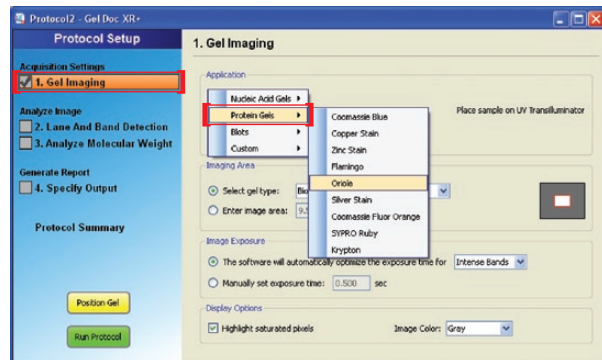 Protocol2 - Gel Doc XR+
Protocol Setup
Acquisition Settings
1. Gel Imaging
Analyze Image
2. Lane And Band Detection
3. Analyze Molecular Weight
Generate Report
4. Specify Output
Protocol Summary
Position Gel
Run Protocol
1. Gel Imaging
Application
Nucleic Acid Gels
Protein Gels
Blots
Custom
Coomassie Blue
Copper Stain
Zinc Stain
Flamingo
Oriole
Silver Stain
Coomassie Fluor Orange
SYPRO Ruby
Krypton
Place sample on UV Transilluminator
Imaging Area
Select gel type:
Enter image area:
Image Exposure
The software will automatically optimize the exposure time for Intense Bands
Manually set exposure time: 0.500 sec
Display Options
Highlight saturated pixels Image Color: Gray